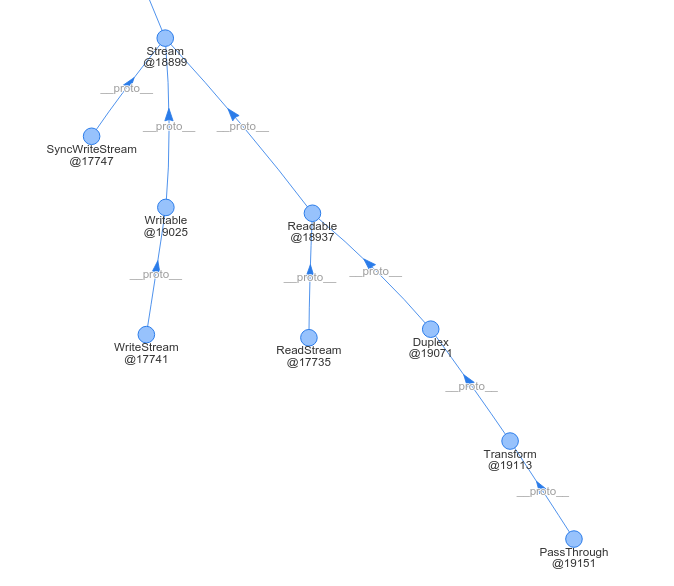 Stream
@18899
__proto__
SyncWriteStream
@17747
__proto__
__proto__
Writable
@19025
Readable
@18937
__proto__
__proto__
__proto__
WriteStream
@17741
ReadStream
@17735
Duplex
@19071
__proto__
Transform
@19113
__proto__
PassThrough
@19151